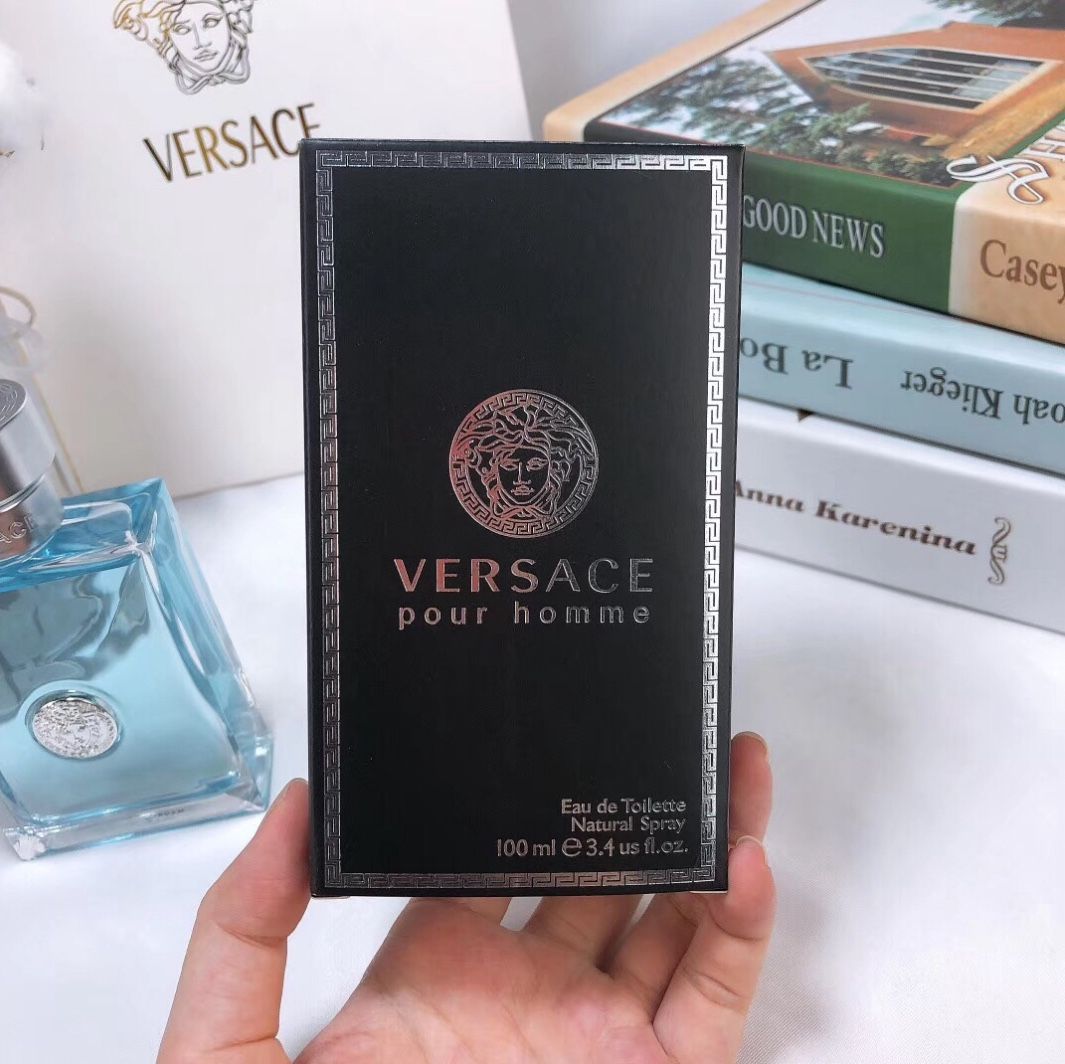 VERSACE
VERSACE
pour homme
Eau de Toilette
Natural Spray
100 ml e 3.4 us fl.oz.
GOOD NEWS
Casey
La Bo
oah Klieger
Anna Karenina